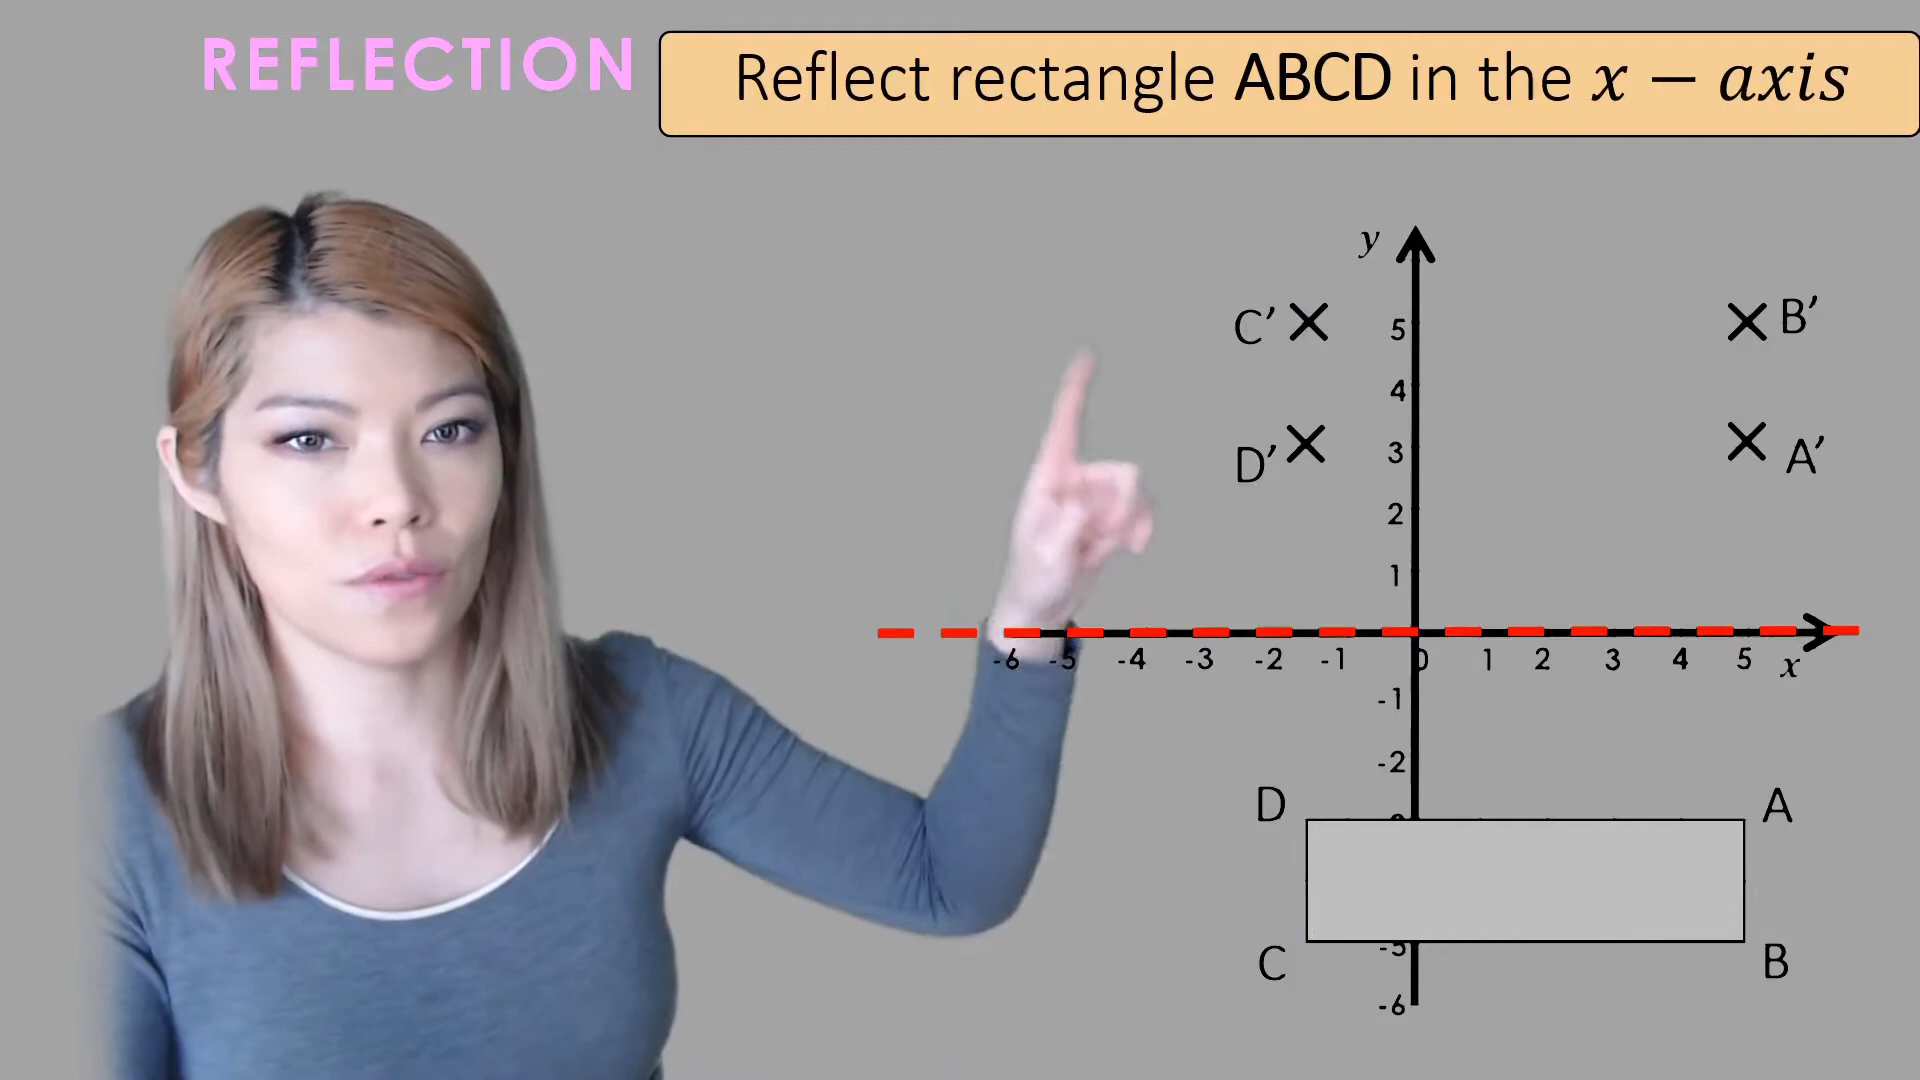 REFLECTION
Reflect rectangle ABCD in the x − axis
y
C’
5
B’
4
D’
3
A’
2
1
-6 -5 -4 -3 -2 -1 0 1 2 3 4 5 x
-1
-2
D
A
C
-5
B
-6